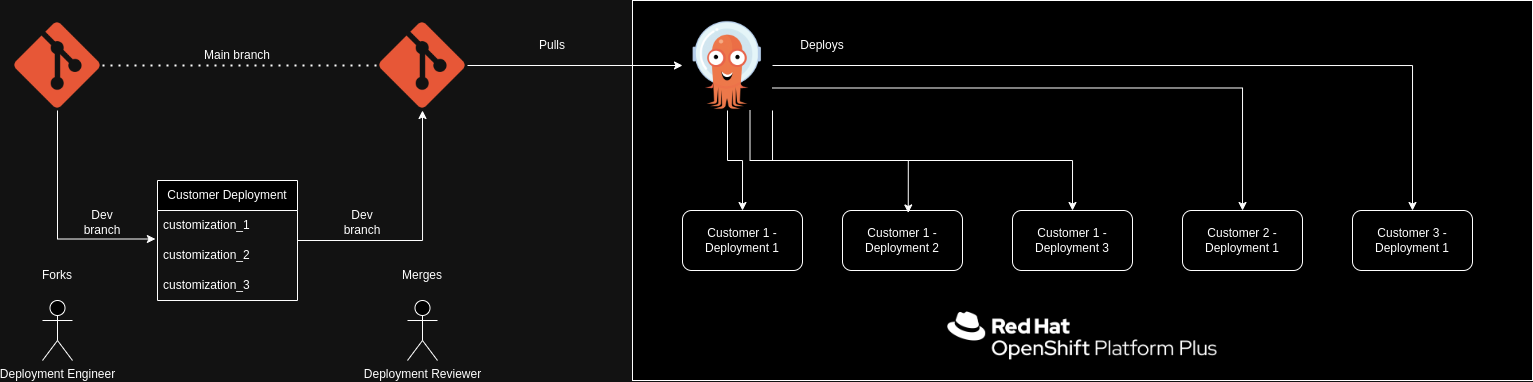 Main branch
Pulls
Deploys
Customer Deployment
customization_1
customization_2
customization_3
Dev
branch
Dev
branch
Forks
Merges
Deployment Engineer
Deployment Reviewer
Customer 1 -
Deployment 1
Customer 1 -
Deployment 2
Customer 1 -
Deployment 3
Customer 2 -
Deployment 1
Customer 3 -
Deployment 1
Red Hat
OpenShift Platform Plus